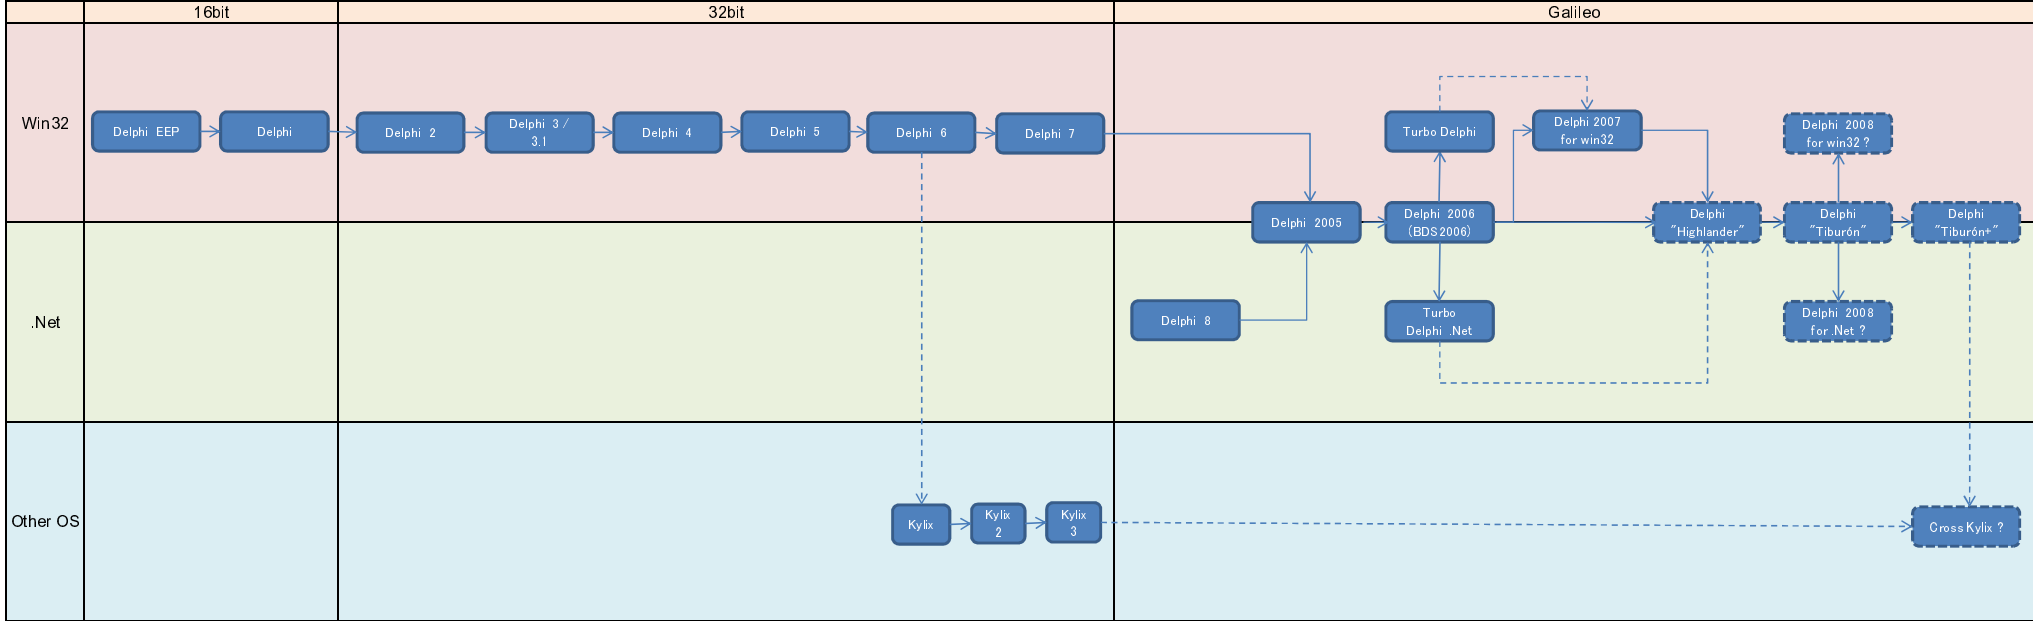 16bit
32bit
Galileo
Win32
Delphi EEP
Delphi
Delphi 2
Delphi 3 /
3.1
Delphi 4
Delphi 5
Delphi 6
Delphi 7
Turbo Delphi
Delphi 2007
for win32
Delphi 2008
for win32 ?
Delphi 2005
Delphi 2006
(BDS2006)
Delphi
"Highlander"
Delphi
"Tiburón"
Delphi
"Tiburón+"
.Net
Delphi 8
Turbo
Delphi .Net
Delphi 2008
for .Net ?
Other OS
Kylix
Kylix
2
Kylix
3
Cross Kylix ?